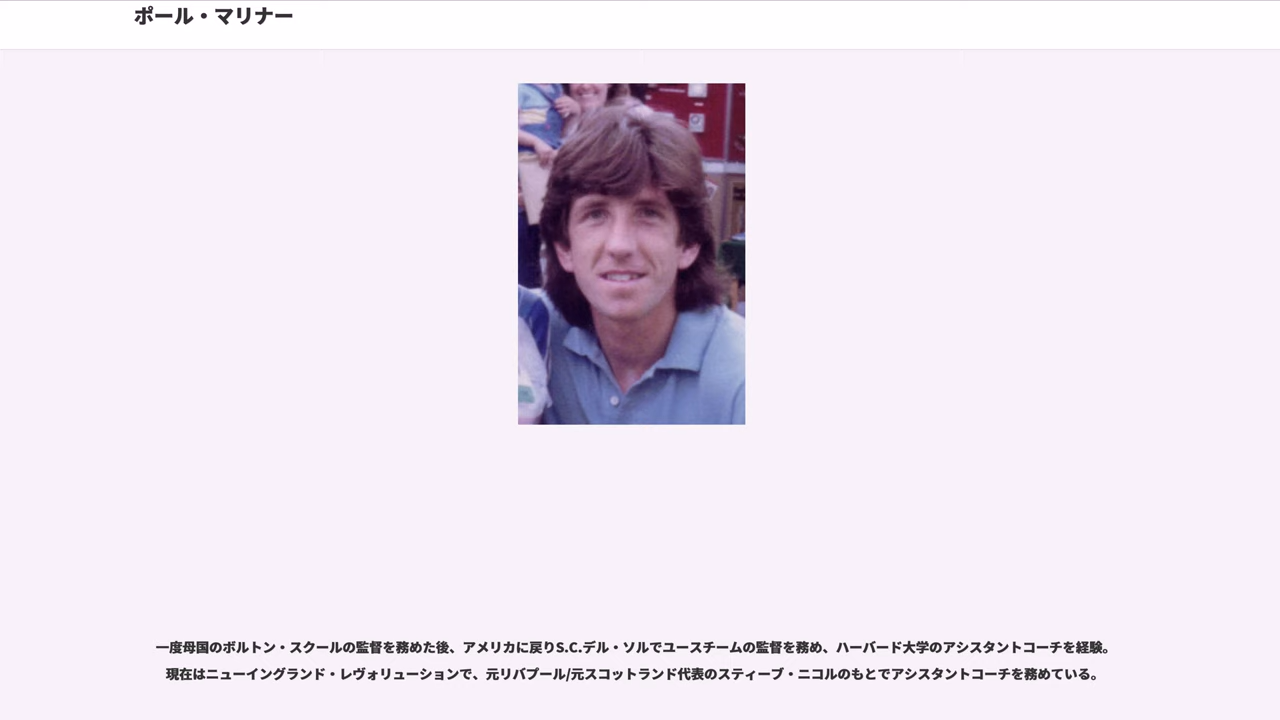 ポール・マリナー
一度母国のボルトン・スクールの監督を務めた後、アメリカに戻りS.C.デル・ソルでユースチームの監督を務め、ハーバード大学のアシスタントコーチを経験。
現在はニューイングランド・レヴォリューションで、元リバプール/元スコットランド代表のスティーブ・ニコルのもとでアシスタントコーチを務めている。